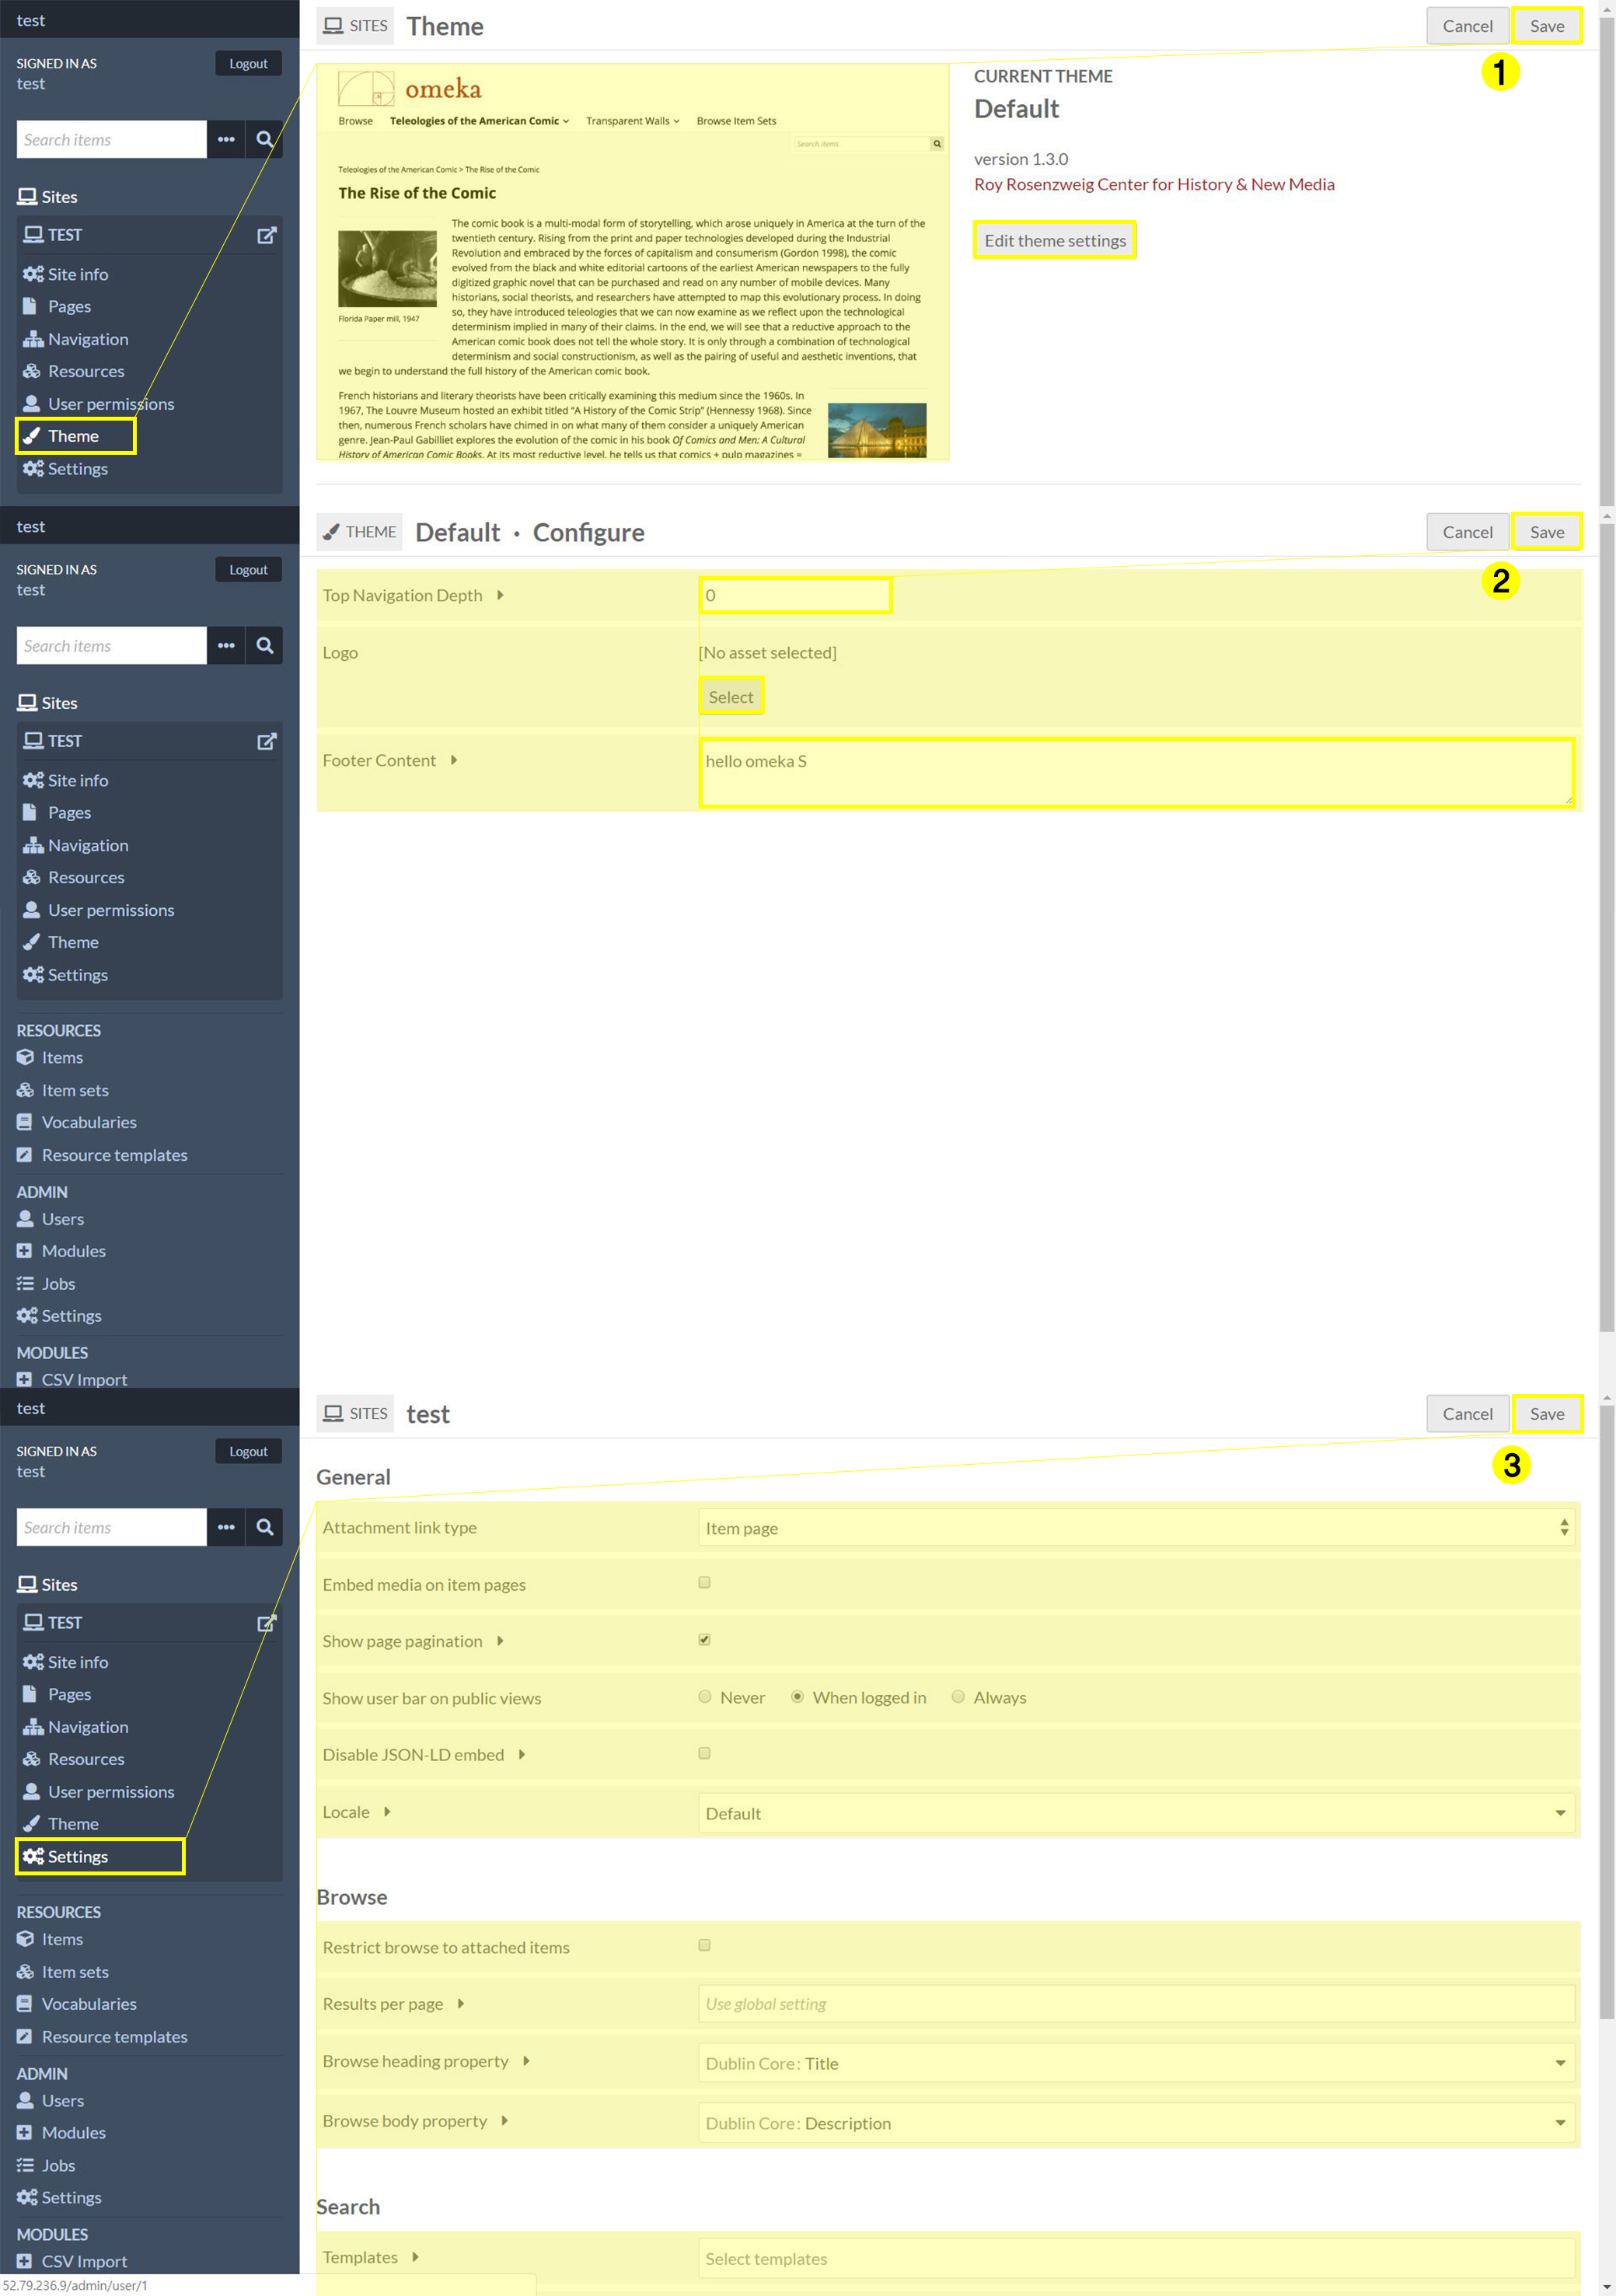 test
SIGNED IN AS
test
Logout
Search items
Sites
TEST
Site info
Pages
Navigation
Resources
User permissions
Theme
Settings
SITES
Theme
Cancel
Save
1
omeka
Browse
Teleologies of the American Comic
Transparent Walls
Browse Item Sets
Search items
Teleologies of the American Comic > The Rise of the Comic
The Rise of the Comic
The comic book is a multi-modal form of storytelling, which arose uniquely in America at the turn of the
twentieth century. Rising from the print and paper technologies developed during the Industrial
Revolution and embraced by the forces of capitalism and consumerism (Gordon 1998), the comic
evolved from the black and white editorial cartoons of the earliest American newspapers to the fully
digitized graphic novel that can be purchased and read on any number of mobile devices. Many
historians, social theorists, and researchers have attempted to map this evolutionary process. In doing
so, they have introduced teleologies that we can now examine as we reflect upon the technological
determinism implied in many of their claims. In the end, we will see that a reductive approach to the
American comic book does not tell the whole story. It is only through a combination of technological
determinism and social constructionism, as well as the pairing of useful and aesthetic inventions, that
we begin to understand the full history of the American comic book.
Florida Paper mill, 1947
French historians and literary theorists have been critically examining this medium since the 1960s. In
1967, The Louvre Museum hosted an exhibit titled "A History of the Comic Strip" (Hennessy 1968). Since
then, numerous French scholars have chimed in on what many of them consider a uniquely American
genre. Jean-Paul Gabilliet explores the evolution of the comic in his book Of Comics and Men: A Cultural
History of American Comic Books. At its most reductive level, he tells us that comics + pulp magazines =
CURRENT THEME
Default
version 1.3.0
Roy Rosenzweig Center for History & New Media
Edit theme settings
test
SIGNED IN AS
test
Logout
Search items
Sites
TEST
Site info
Pages
Navigation
Resources
User permissions
Theme
Settings
RESOURCES
Items
Item sets
Vocabularies
Resource templates
ADMIN
Users
Modules
Jobs
Settings
MODULES
CSV Import
THEME
Default · Configure
Cancel
Save
2
Top Navigation Depth
0
Logo
[No asset selected]
Select
Footer Content
hello omeka S
test
SIGNED IN AS
test
Logout
Search items
Sites
TEST
Site info
Pages
Navigation
Resources
User permissions
Theme
Settings
RESOURCES
Items
Item sets
Vocabularies
Resource templates
ADMIN
Users
Modules
Jobs
Settings
MODULES
CSV Import
52.79.236.9/admin/user/1
SITES
test
Cancel
Save
3
General
Attachment link type
Item page
Embed media on item pages
Show page pagination
Show user bar on public views
Never
When logged in
Always
Disable JSON-LD embed
Locale
Default
Browse
Restrict browse to attached items
Results per page
Use global setting
Browse heading property
Dublin Core: Title
Browse body property
Dublin Core: Description
Search
Templates
Select templates